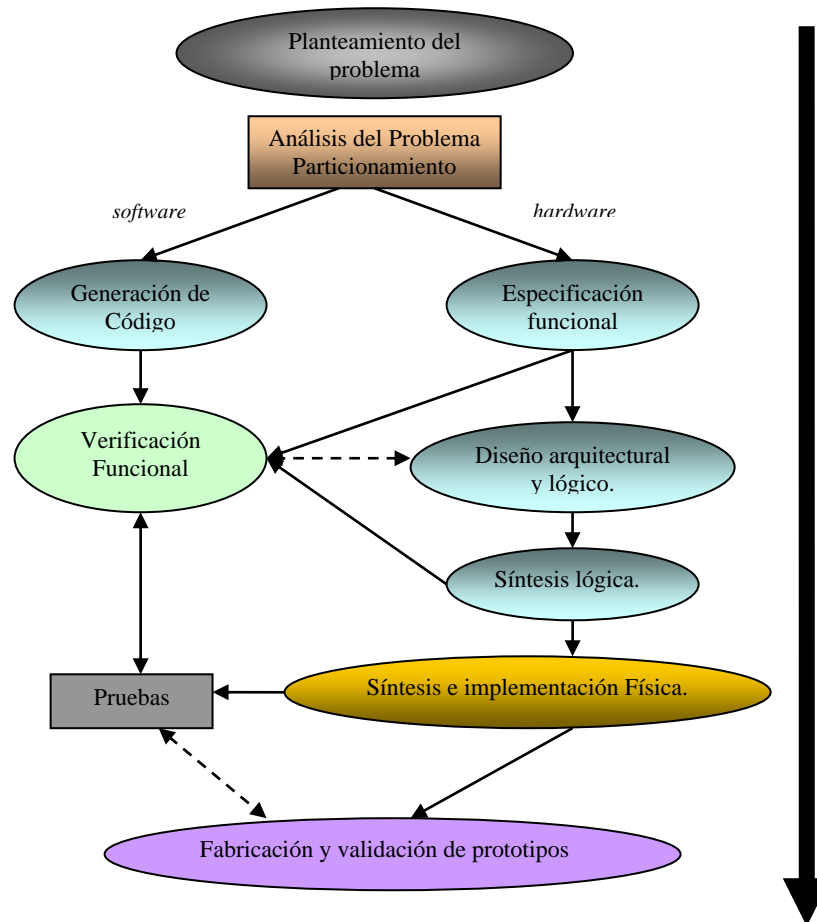 Planteamiento del
problema
Análisis del Problema
Particionamiento
software
hardware
Generación de
Código
Especificación
funcional
Verificación
Funcional
Diseño arquitectural
y lógico.
Síntesis lógica.
Síntesis e implementación Física.
Pruebas
Fabricación y validación de prototipos